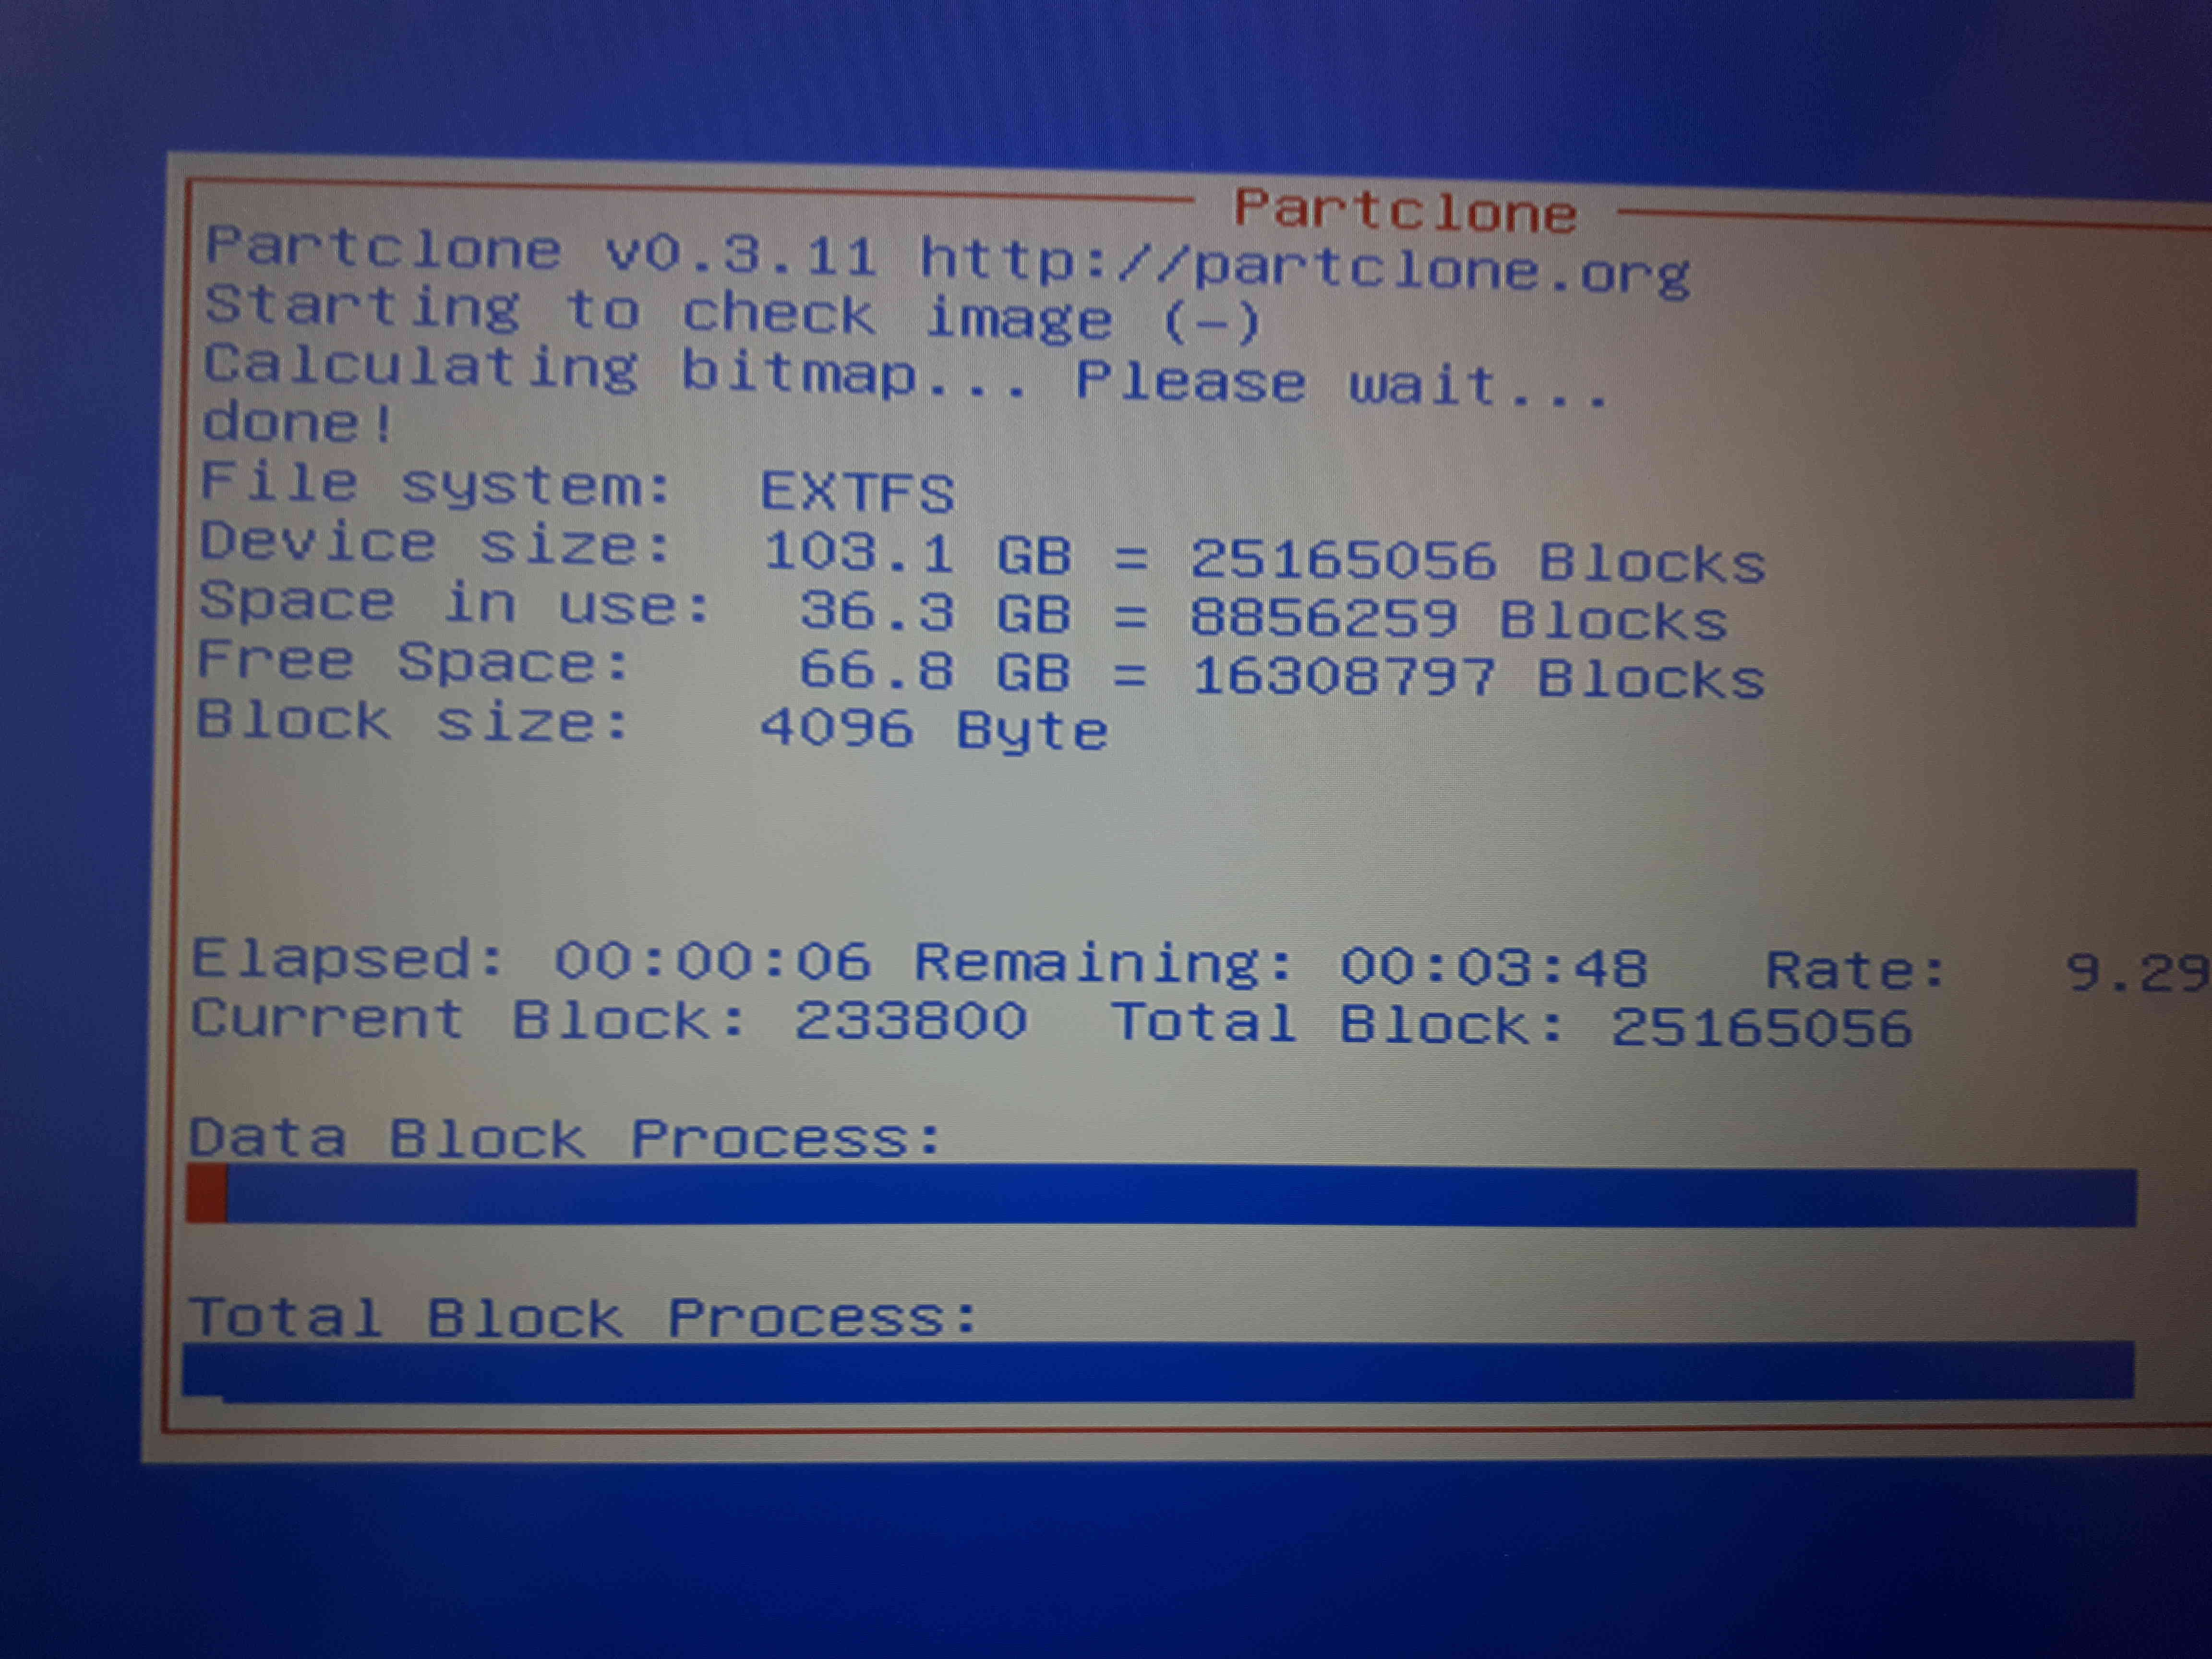 Partclone
Partclone v0.3.11 http://partclone.org
Starting to check image (-)
Calculating bitmap... Please wait...
done!
File system: EXTFS
Device size: 103.1 GB = 25165056 Blocks
Space in use: 36.3 GB = 8856259 Blocks
Free Space: 66.8 GB = 16308797 Blocks
Block size: 4096 Byte
Elapsed: 00:00:06 Remaining: 00:03:48 Rate: 9.29
Current Block: 233800 Total Block: 25165056
Data Block Process:
Total Block Process: